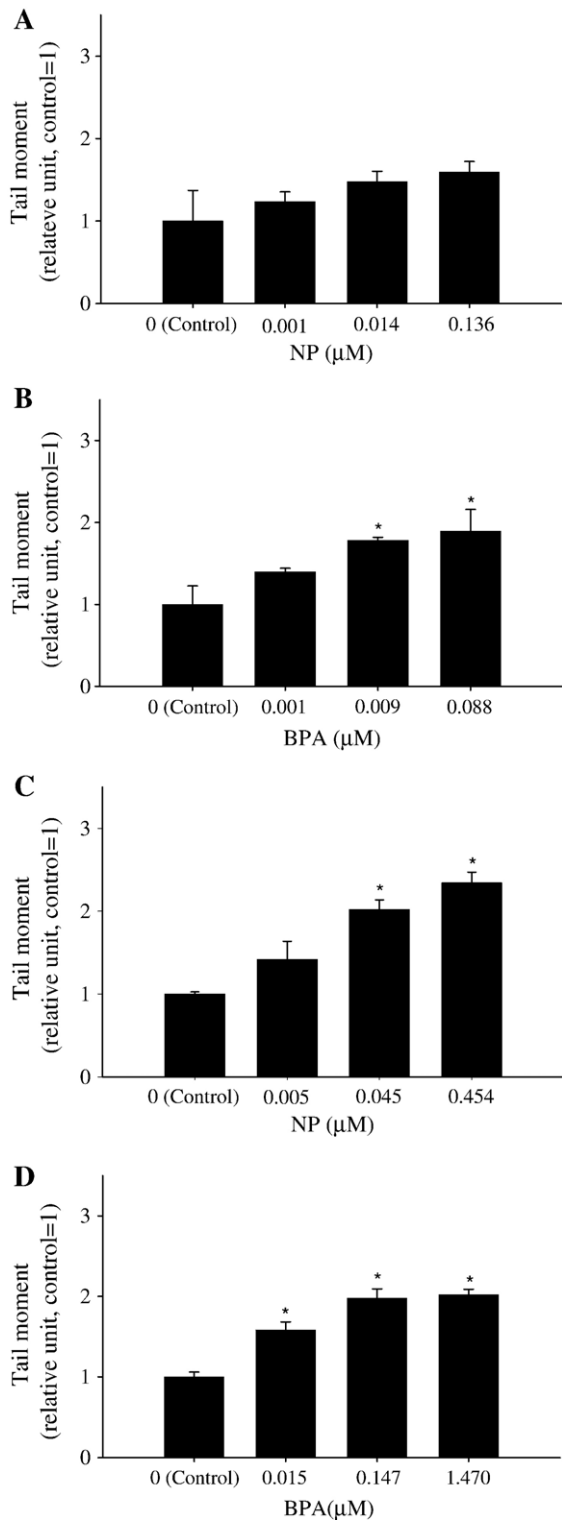 A
Tail moment
(relateve unit, control=1)
3
2
1
0
0 (Control) 0.001 0.014 0.136
NP (μM)
B
Tail moment
(relative unit, control=1)
3
2
1
0
* *
0 (Control) 0.001 0.009 0.088
BPA (μM)
C
Tail moment
(relative unit, control=1)
3
2
1
0
* *
0 (Control) 0.005 0.045 0.454
NP (μM)
D
Tail moment
(relative unit, control=1)
3
2
1
0
* * *
0 (Control) 0.015 0.147 1.470
BPA(μM)